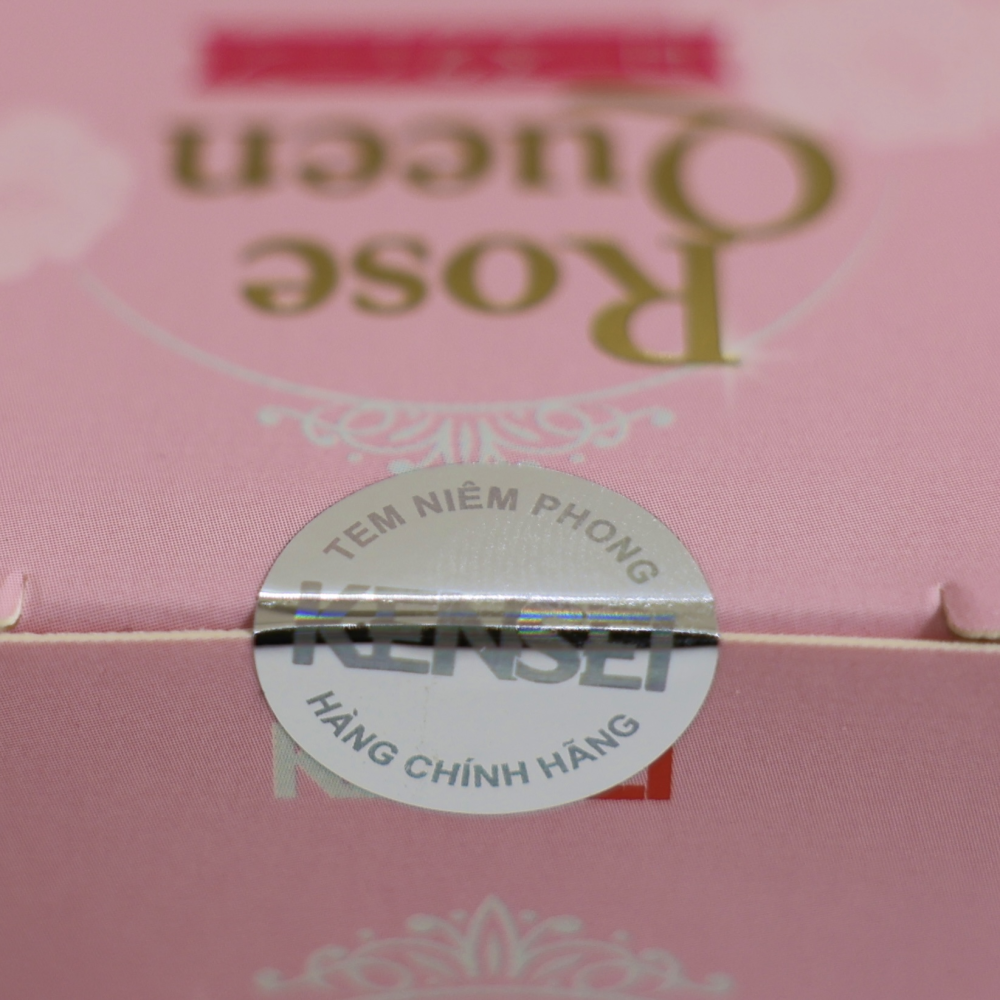 Rose
Queen
TEM NIÊM PHONG
KENSEI
HÀNG CHÍNH HÃNG